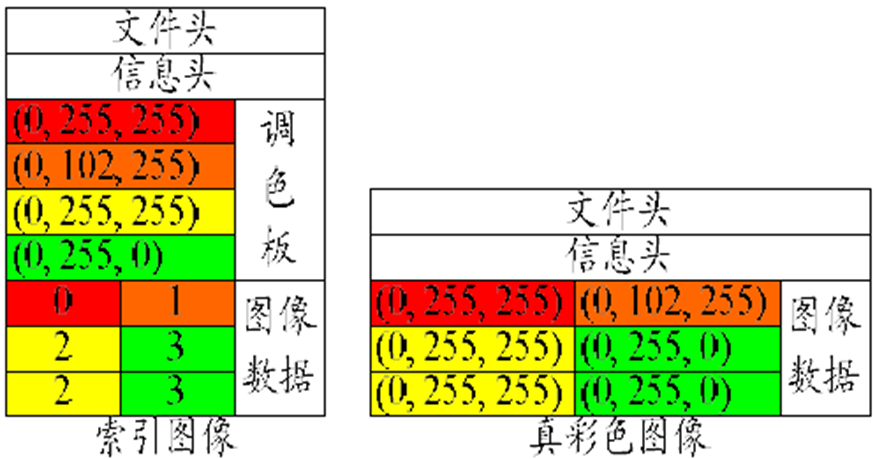 文件头
信息头
(0, 255, 255)
(0, 102, 255)
(0, 255, 255)
(0, 255, 0)
调色板
0 1
2 3
2 3
图像数据
索引图像
文件头
信息头
(0, 255, 255) (0, 102, 255)
(0, 255, 255) (0, 255, 0)
(0, 255, 255) (0, 255, 0)
图像数据
真彩色图像